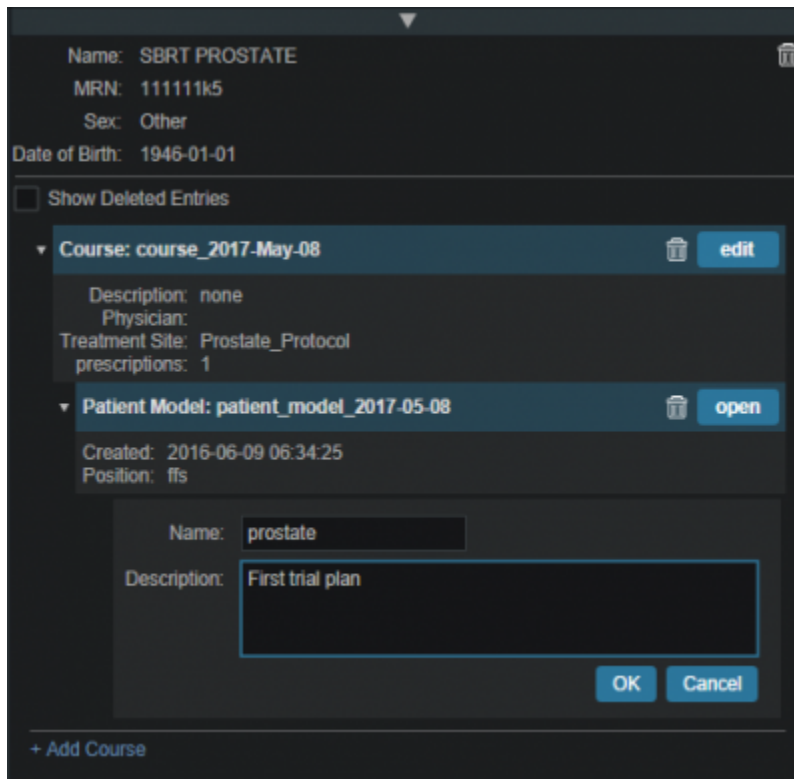 Name: SBRT PROSTATE
MRN: 111111k5
Sex: Other
Date of Birth: 1946-01-01
Show Deleted Entries
Course: course_2017-May-08 edit
Description: none
Physician:
Treatment Site: Prostate_Protocol
prescriptions: 1
Patient Model: patient_model_2017-05-08 open
Created: 2016-06-09 06:34:25
Position: ffs
Name: prostate
Description: First trial plan
OK Cancel
+ Add Course